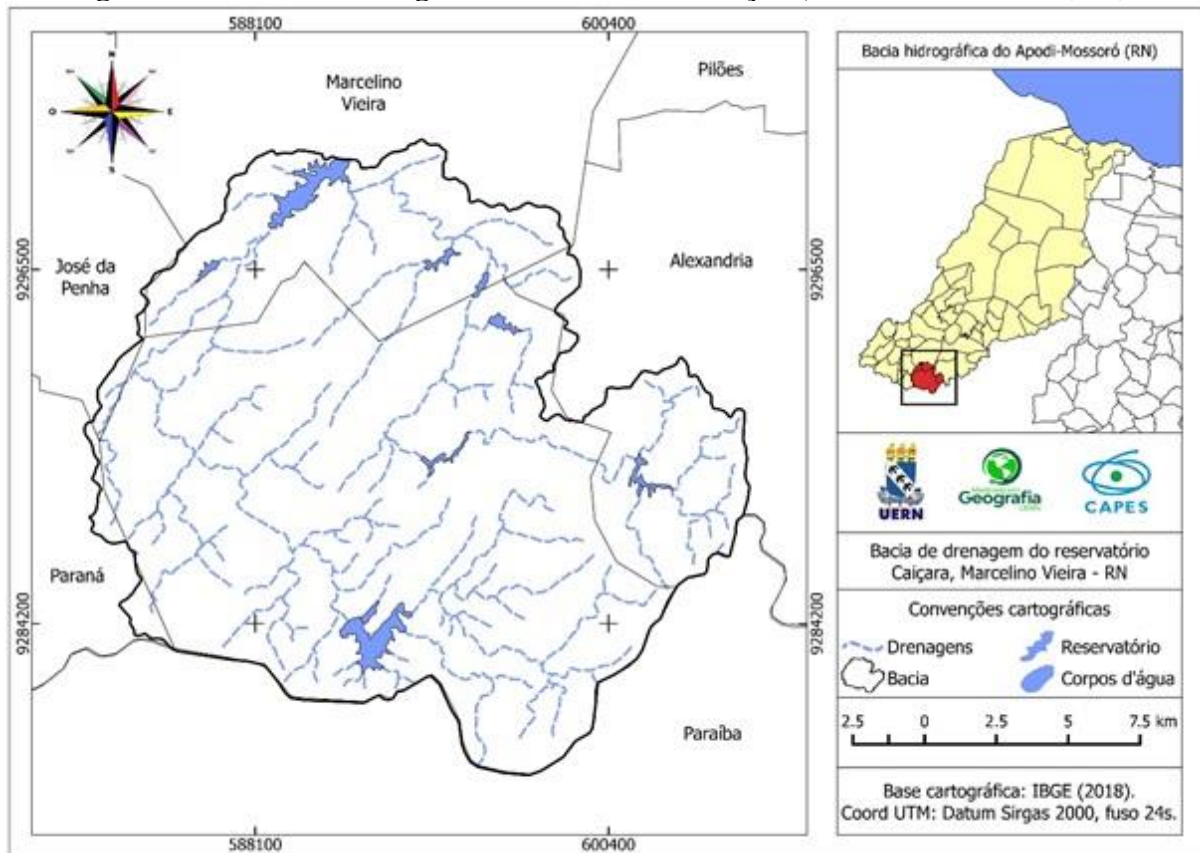 588100
600400
N
O
E
S
Marcelino
Vieira
Pilões
José da
Penha
Alexandria
9296500
9296500
Paraná
9284200
9284200
Paraíba
588100
600400
Bacia hidrográfica do Apodi-Mossoró (RN)
UERN
Geografia
CAPES
Bacia de drenagem do reservatório
Caiçara, Marcelino Vieira - RN
Convenções cartográficas
Drenagens
Reservatório
Bacia
Corpos d'água
2.5 0 2.5 5 7.5 km
Base cartográfica: IBGE (2018).
Coord UTM: Datum Sirgas 2000, fuso 24s.